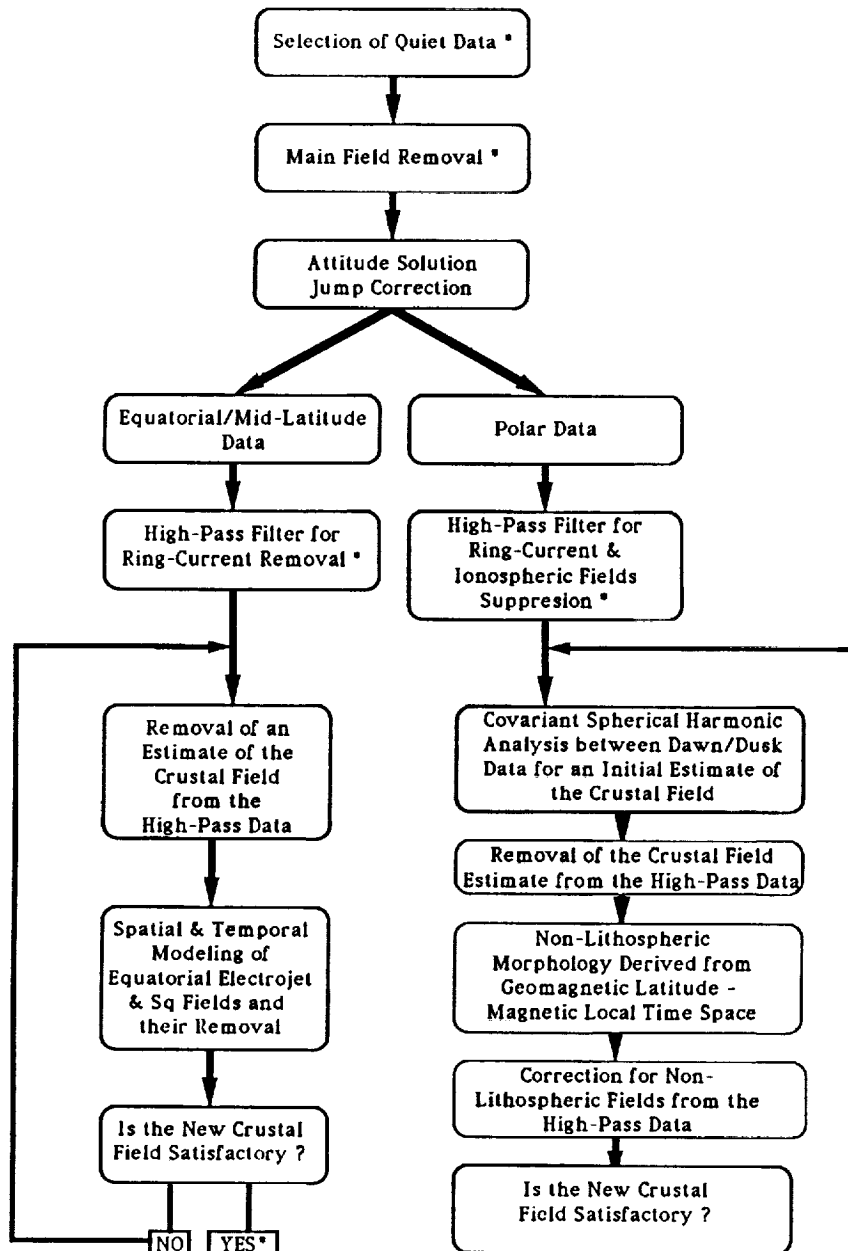 Selection of Quiet Data *
Main Field Removal *
Attitude Solution
Jump Correction
Equatorial/Mid-Latitude
Data
Polar Data
High-Pass Filter for
Ring-Current Removal *
High-Pass Filter for
Ring-Current &
Ionospheric Fields
Suppresion *
Removal of an
Estimate of the
Crustal Field
from the
High-Pass Data
Covariant Spherical Harmonic
Analysis between Dawn/Dusk
Data for an Initial Estimate of
the Crustal Field
Removal of the Crustal Field
Estimate from the High-Pass Data
Spatial & Temporal
Modeling of
Equatorial Electrojet
& Sq Fields and
their Removal
Non-Lithospheric
Morphology Derived from
Geomagnetic Latitude -
Magnetic Local Time Space
Correction for Non-
Lithospheric Fields from the
High-Pass Data
Is the New Crustal
Field Satisfactory ?
Is the New Crustal
Field Satisfactory ?
NO
YES*